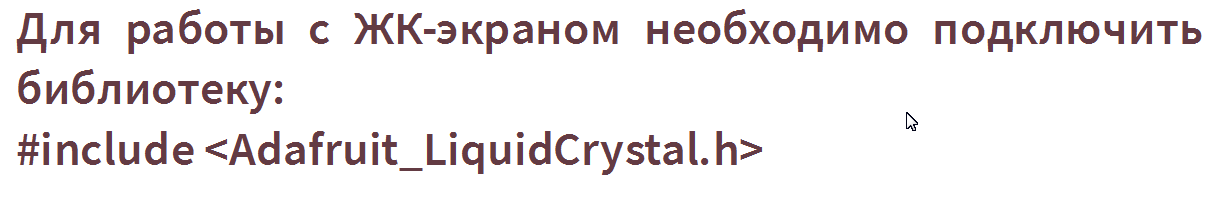 Для работы с ЖК-экраном необходимо подключить
библиотеку:
#include <Adafruit_LiquidCrystal.h>